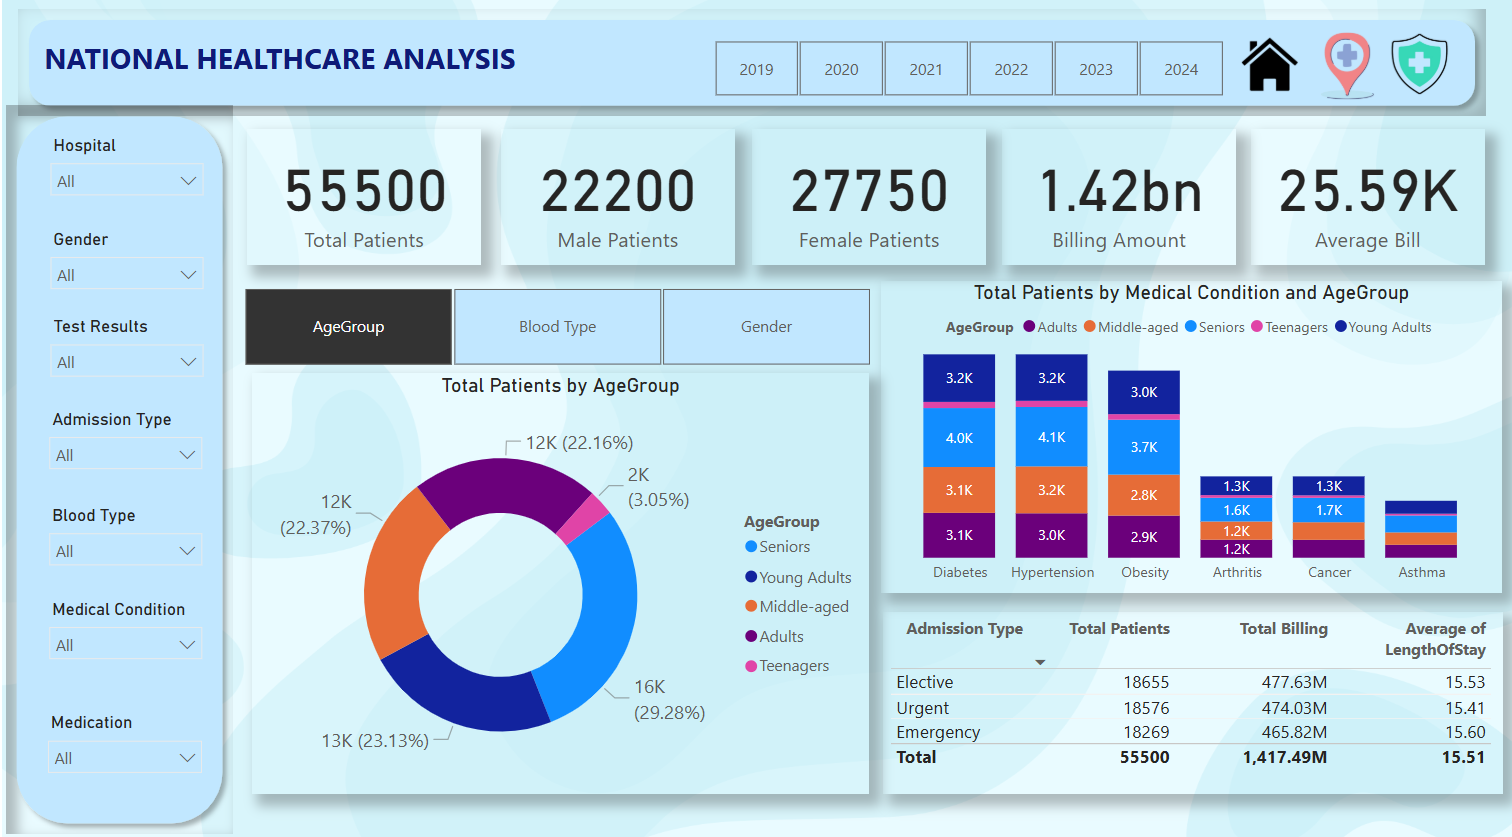 NATIONAL HEALTHCARE ANALYSIS
2019
2020
2021
2022
2023
2024
Hospital
All
Gender
All
Test Results
All
Admission Type
All
Blood Type
All
Medical Condition
All
Medication
All
55500
Total Patients
22200
Male Patients
27750
Female Patients
1.42bn
Billing Amount
25.59K
Average Bill
AgeGroup
Blood Type
Gender
Total Patients by AgeGroup
12K (22.16%)
2K
(3.05%)
12K
(22.37%)
16K
(29.28%)
13K (23.13%)
AgeGroup
Seniors
Young Adults
Middle-aged
Adults
Teenagers
Total Patients by Medical Condition and AgeGroup
AgeGroup Adults Middle-aged Seniors Teenagers Young Adults
3.2K 3.2K 3.0K
4.0K 4.1K 3.7K
3.1K 3.2K 2.8K
3.1K 3.0K 2.9K
1.3K 1.3K
1.6K 1.7K
1.2K
1.2K
Diabetes Hypertension Obesity Arthritis Cancer Asthma
Admission Type Total Patients Total Billing Average of
LengthOfStay
Elective 18655 477.63M 15.53
Urgent 18576 474.03M 15.41
Emergency 18269 465.82M 15.60
Total 55500 1,417.49M 15.51